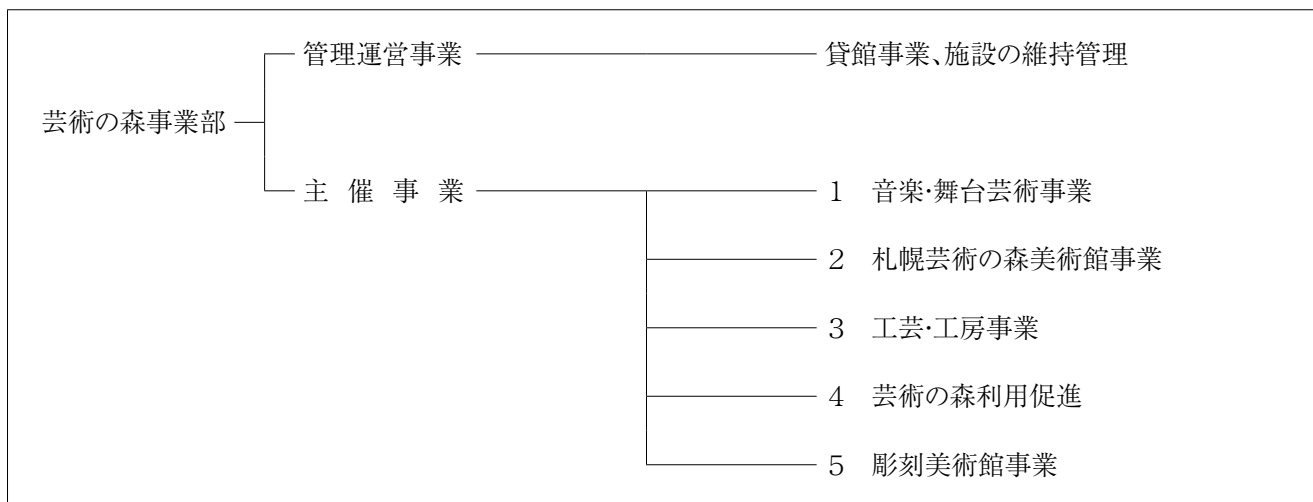 管理運営事業 貸館事業、施設の維持管理
芸術の森事業部
主催事業 1 音楽・舞台芸術事業
2 札幌芸術の森美術館事業
3 工芸・工房事業
4 芸術の森利用促進
5 彫刻美術館事業